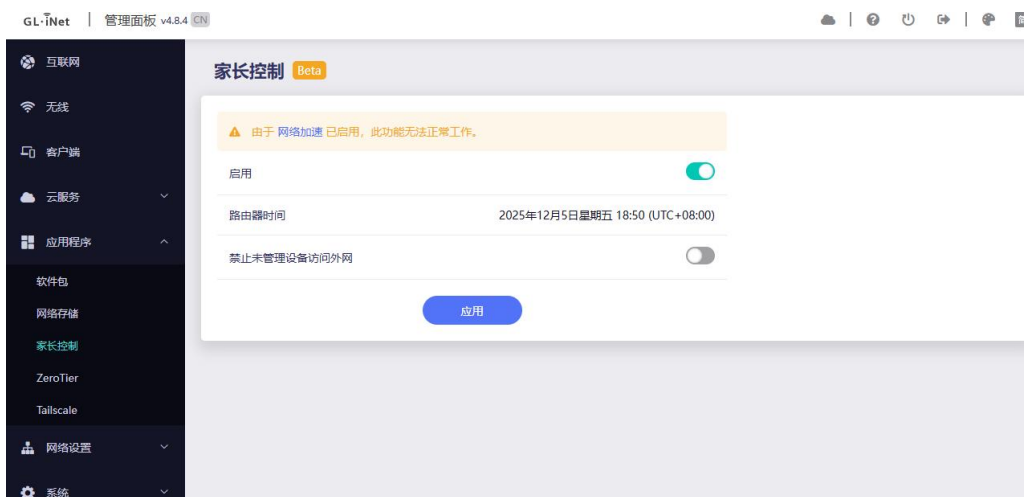 GL·iNet 管理面板 v4.8.4 CN
互联网
无线
客户端
云服务
应用程序
软件包
网络存储
家长控制
ZeroTier
Tailscale
网络设置
系统
家长控制 Beta
由于 网络加速 已启用，此功能无法正常工作。
启用
路由器时间 2025年12月5日星期五 18:50 (UTC+08:00)
禁止未管理设备访问外网
应用